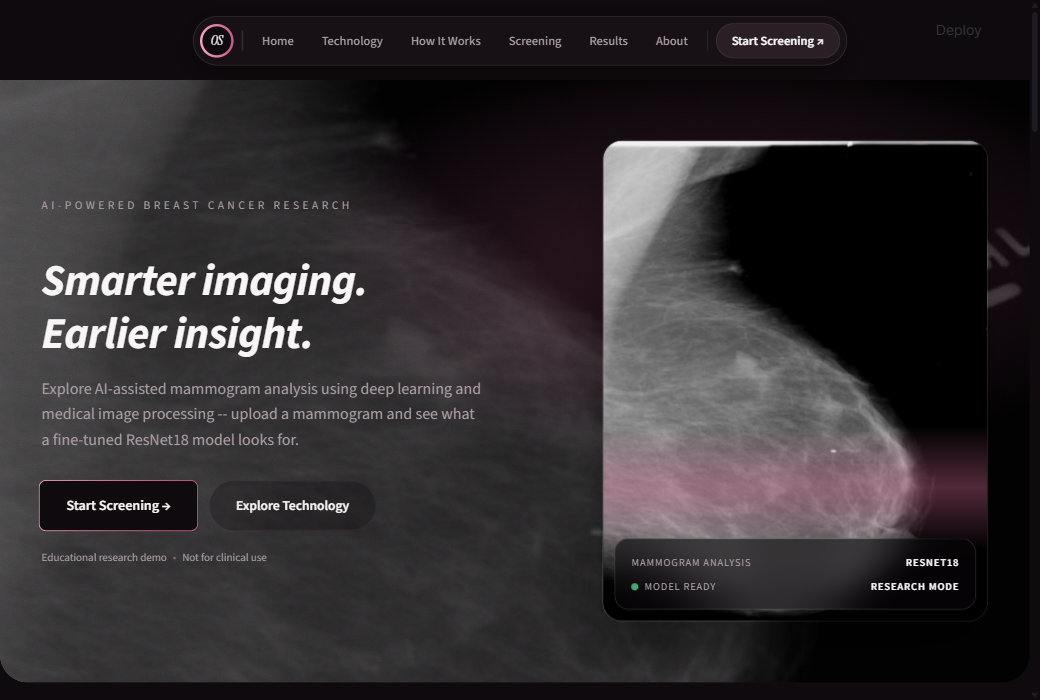 OS
Home
Technology
How It Works
Screening
Results
About
Start Screening ↗
Deploy
AI-POWERED BREAST CANCER RESEARCH
Smarter imaging.
Earlier insight.
Explore AI-assisted mammogram analysis using deep learning and
medical image processing -- upload a mammogram and see what
a fine-tuned ResNet18 model looks for.
Start Screening →
Explore Technology
Educational research demo • Not for clinical use
MAMMOGRAM ANALYSIS RESNET18
MODEL READY RESEARCH MODE